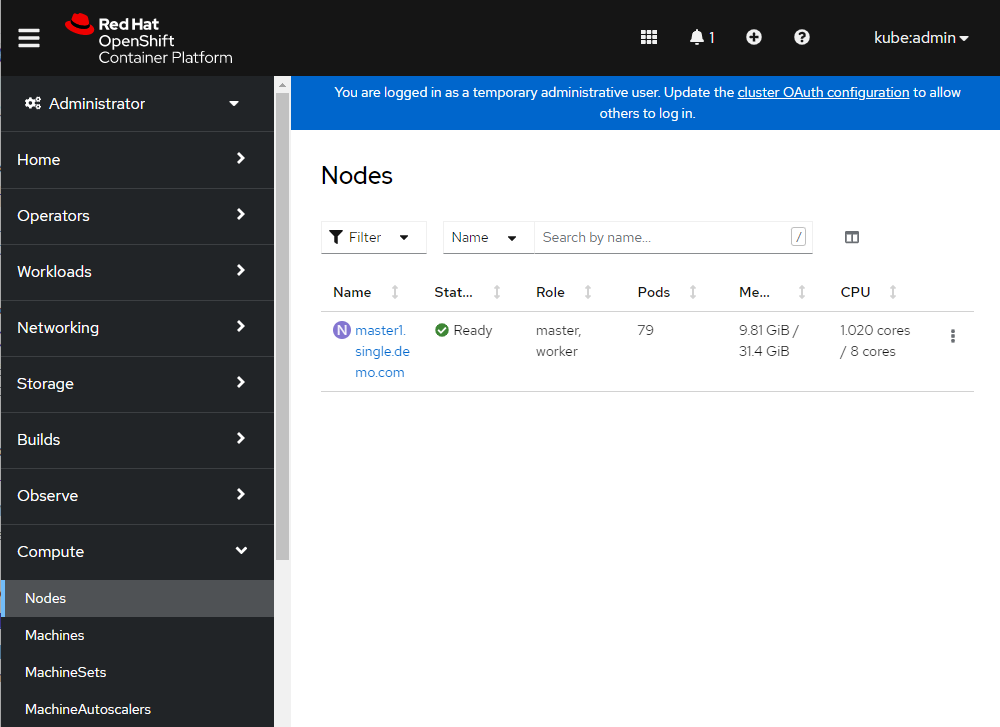 Red Hat
OpenShift
Container Platform
1
kube:admin
Administrator
Home
Operators
Workloads
Networking
Storage
Builds
Observe
Compute
Nodes
Machines
MachineSets
MachineAutoscalers
You are logged in as a temporary administrative user. Update the cluster OAuth configuration to allow
others to log in.
Nodes
Filter
Name
Search by name...
/
Name Stat... Role Pods Me... CPU
N master1. Ready master, 79 9.81 GiB / 1.020 cores
single.de worker 31.4 GiB / 8 cores
mo.com